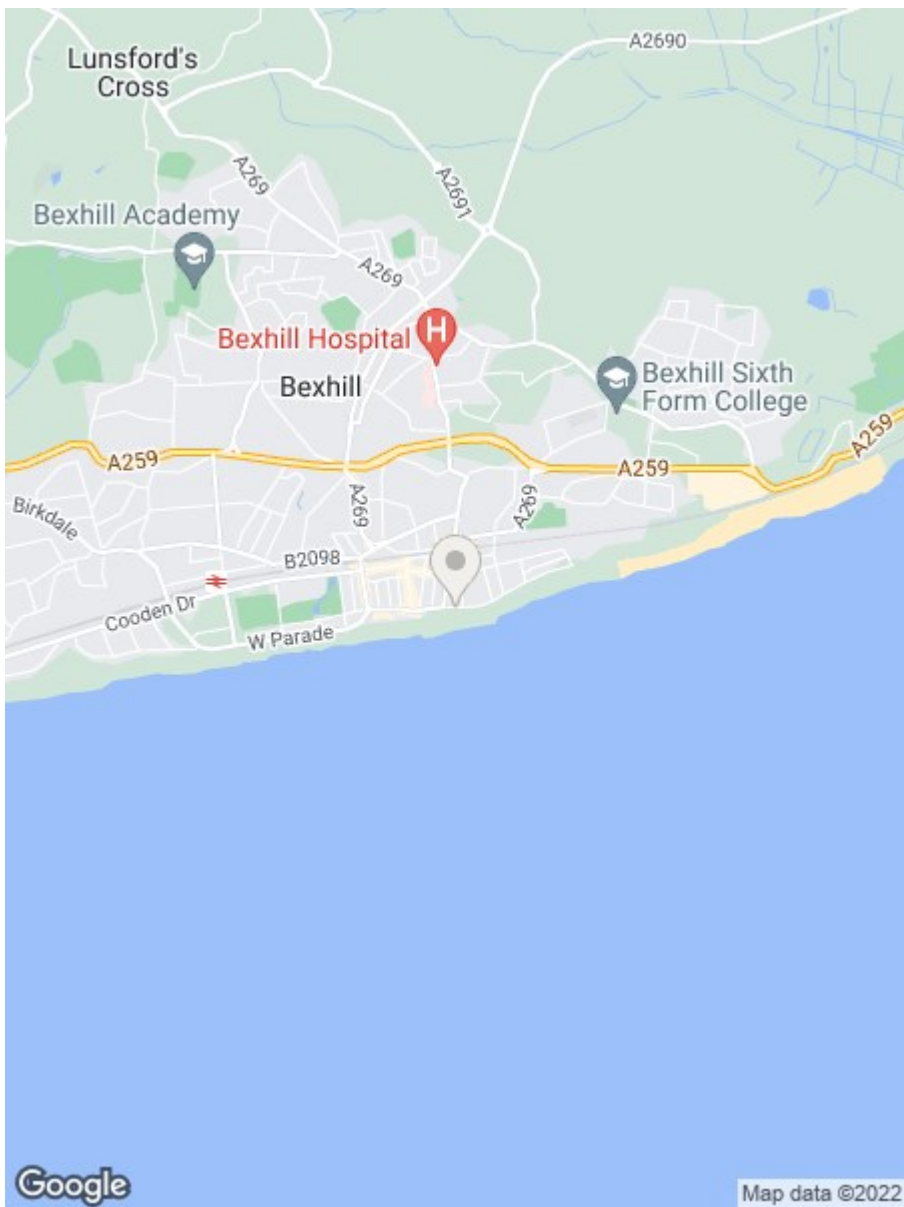 A2690
Lunsford's
Cross
A269
A2691
Bexhill Academy
A269
Bexhill Hospital
H
Bexhill
Bexhill Sixth
Form College
A259
A259
A259
A269
A269
Birkdale
B2098
Cooden Dr
W Parade
Google
Map data ©2022